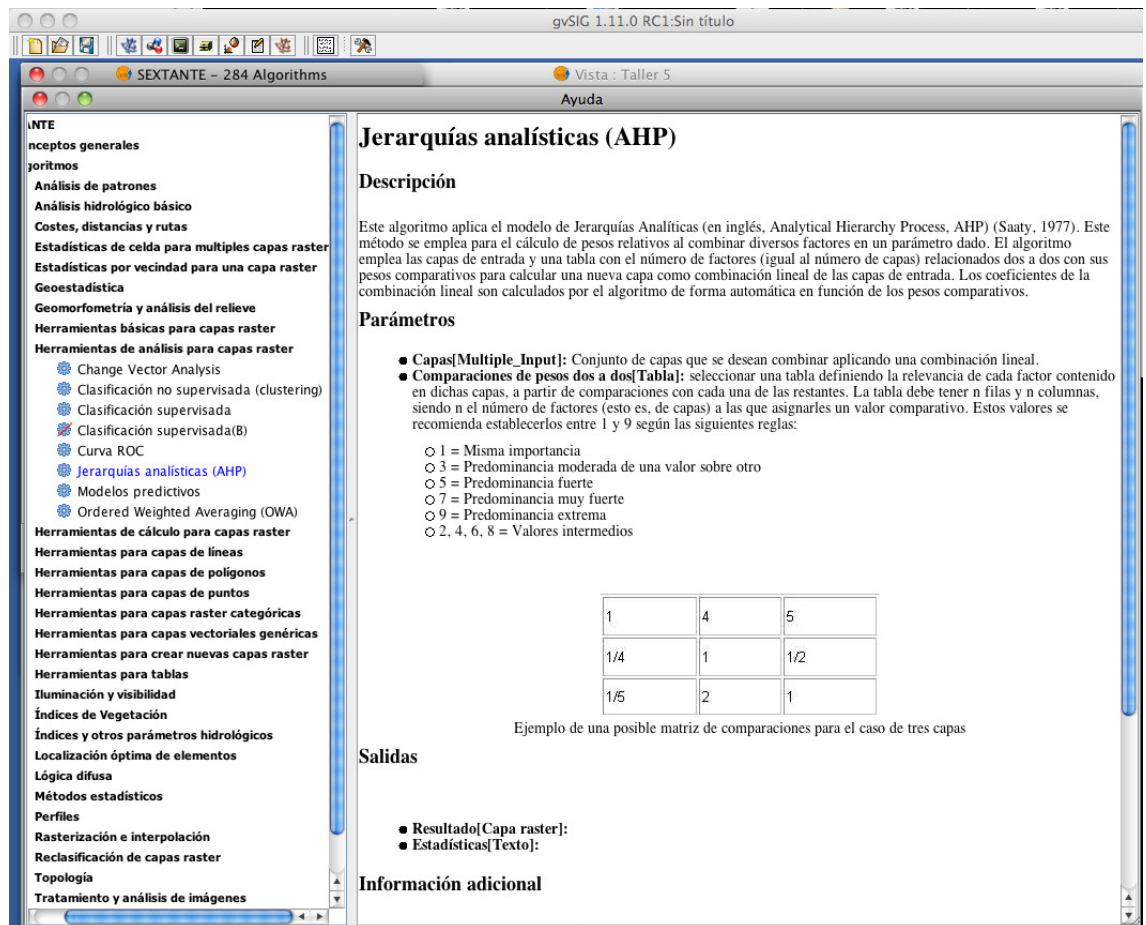 gvSIG 1.11.0 RC1:Sin título
SEXTANTE – 284 Algorithms
Vista : Taller 5
Ayuda
NTE
nceptos generales
goritmos
Análisis de patrones
Análisis hidrológico básico
Costes, distancias y rutas
Estadísticas de celda para multiples capas raster
Estadísticas por vecindad para una capa raster
Geoestadística
Geomorfometría y análisis del relieve
Herramientas básicas para capas raster
Herramientas de análisis para capas raster
Change Vector Analysis
Clasificación no supervisada (clustering)
Clasificación supervisada
Clasificación supervisada(B)
Curva ROC
Jerarquías analísticas (AHP)
Modelos predictivos
Ordered Weighted Averaging (OWA)
Herramientas de cálculo para capas raster
Herramientas para capas de líneas
Herramientas para capas de polígonos
Herramientas para capas de puntos
Herramientas para capas raster categóricas
Herramientas para capas vectoriales genéricas
Herramientas para crear nuevas capas raster
Herramientas para tablas
Iluminación y visibilidad
Índices de Vegetación
Índices y otros parámetros hidrológicos
Localización óptima de elementos
Lógica difusa
Métodos estadísticos
Perfiles
Rasterización e interpolación
Reclasificación de capas raster
Topología
Tratamiento y análisis de imágenes
Jerarquías analísticas (AHP)
Descripción
Este algoritmo aplica el modelo de Jerarquías Analíticas (en inglés, Analytical Hierarchy Process, AHP) (Saaty, 1977). Este
método se emplea para el cálculo de pesos relativos al combinar diversos factores en un parámetro dado. El algoritmo
emplea las capas de entrada y una tabla con el número de factores (igual al número de capas) relacionados dos a dos con sus
pesos comparativos para calcular una nueva capa como combinación lineal de las capas de entrada. Los coeficientes de la
combinación lineal son calculados por el algoritmo de forma automática en función de los pesos comparativos.
Parámetros
Capas[Multiple_Input]: Conjunto de capas que se desean combinar aplicando una combinación lineal.
Comparaciones de pesos dos a dos[Tabla]: seleccionar una tabla definiendo la relevancia de cada factor contenido
en dichas capas, a partir de comparaciones con cada una de las restantes. La tabla debe tener n filas y n columnas,
siendo n el número de factores (esto es, de capas) a las que asignarles un valor comparativo. Estos valores se
recomienda establecerlos entre 1 y 9 según las siguientes reglas:
1 = Misma importancia
3 = Predominancia moderada de una valor sobre otro
5 = Predominancia fuerte
7 = Predominancia muy fuerte
9 = Predominancia extrema
2, 4, 6, 8 = Valores intermedios
1 4 5
1/4 1 1/2
1/5 2 1
Ejemplo de una posible matriz de comparaciones para el caso de tres capas
Salidas
Resultado[Capa raster]:
Estadísticas[Texto]:
Información adicional